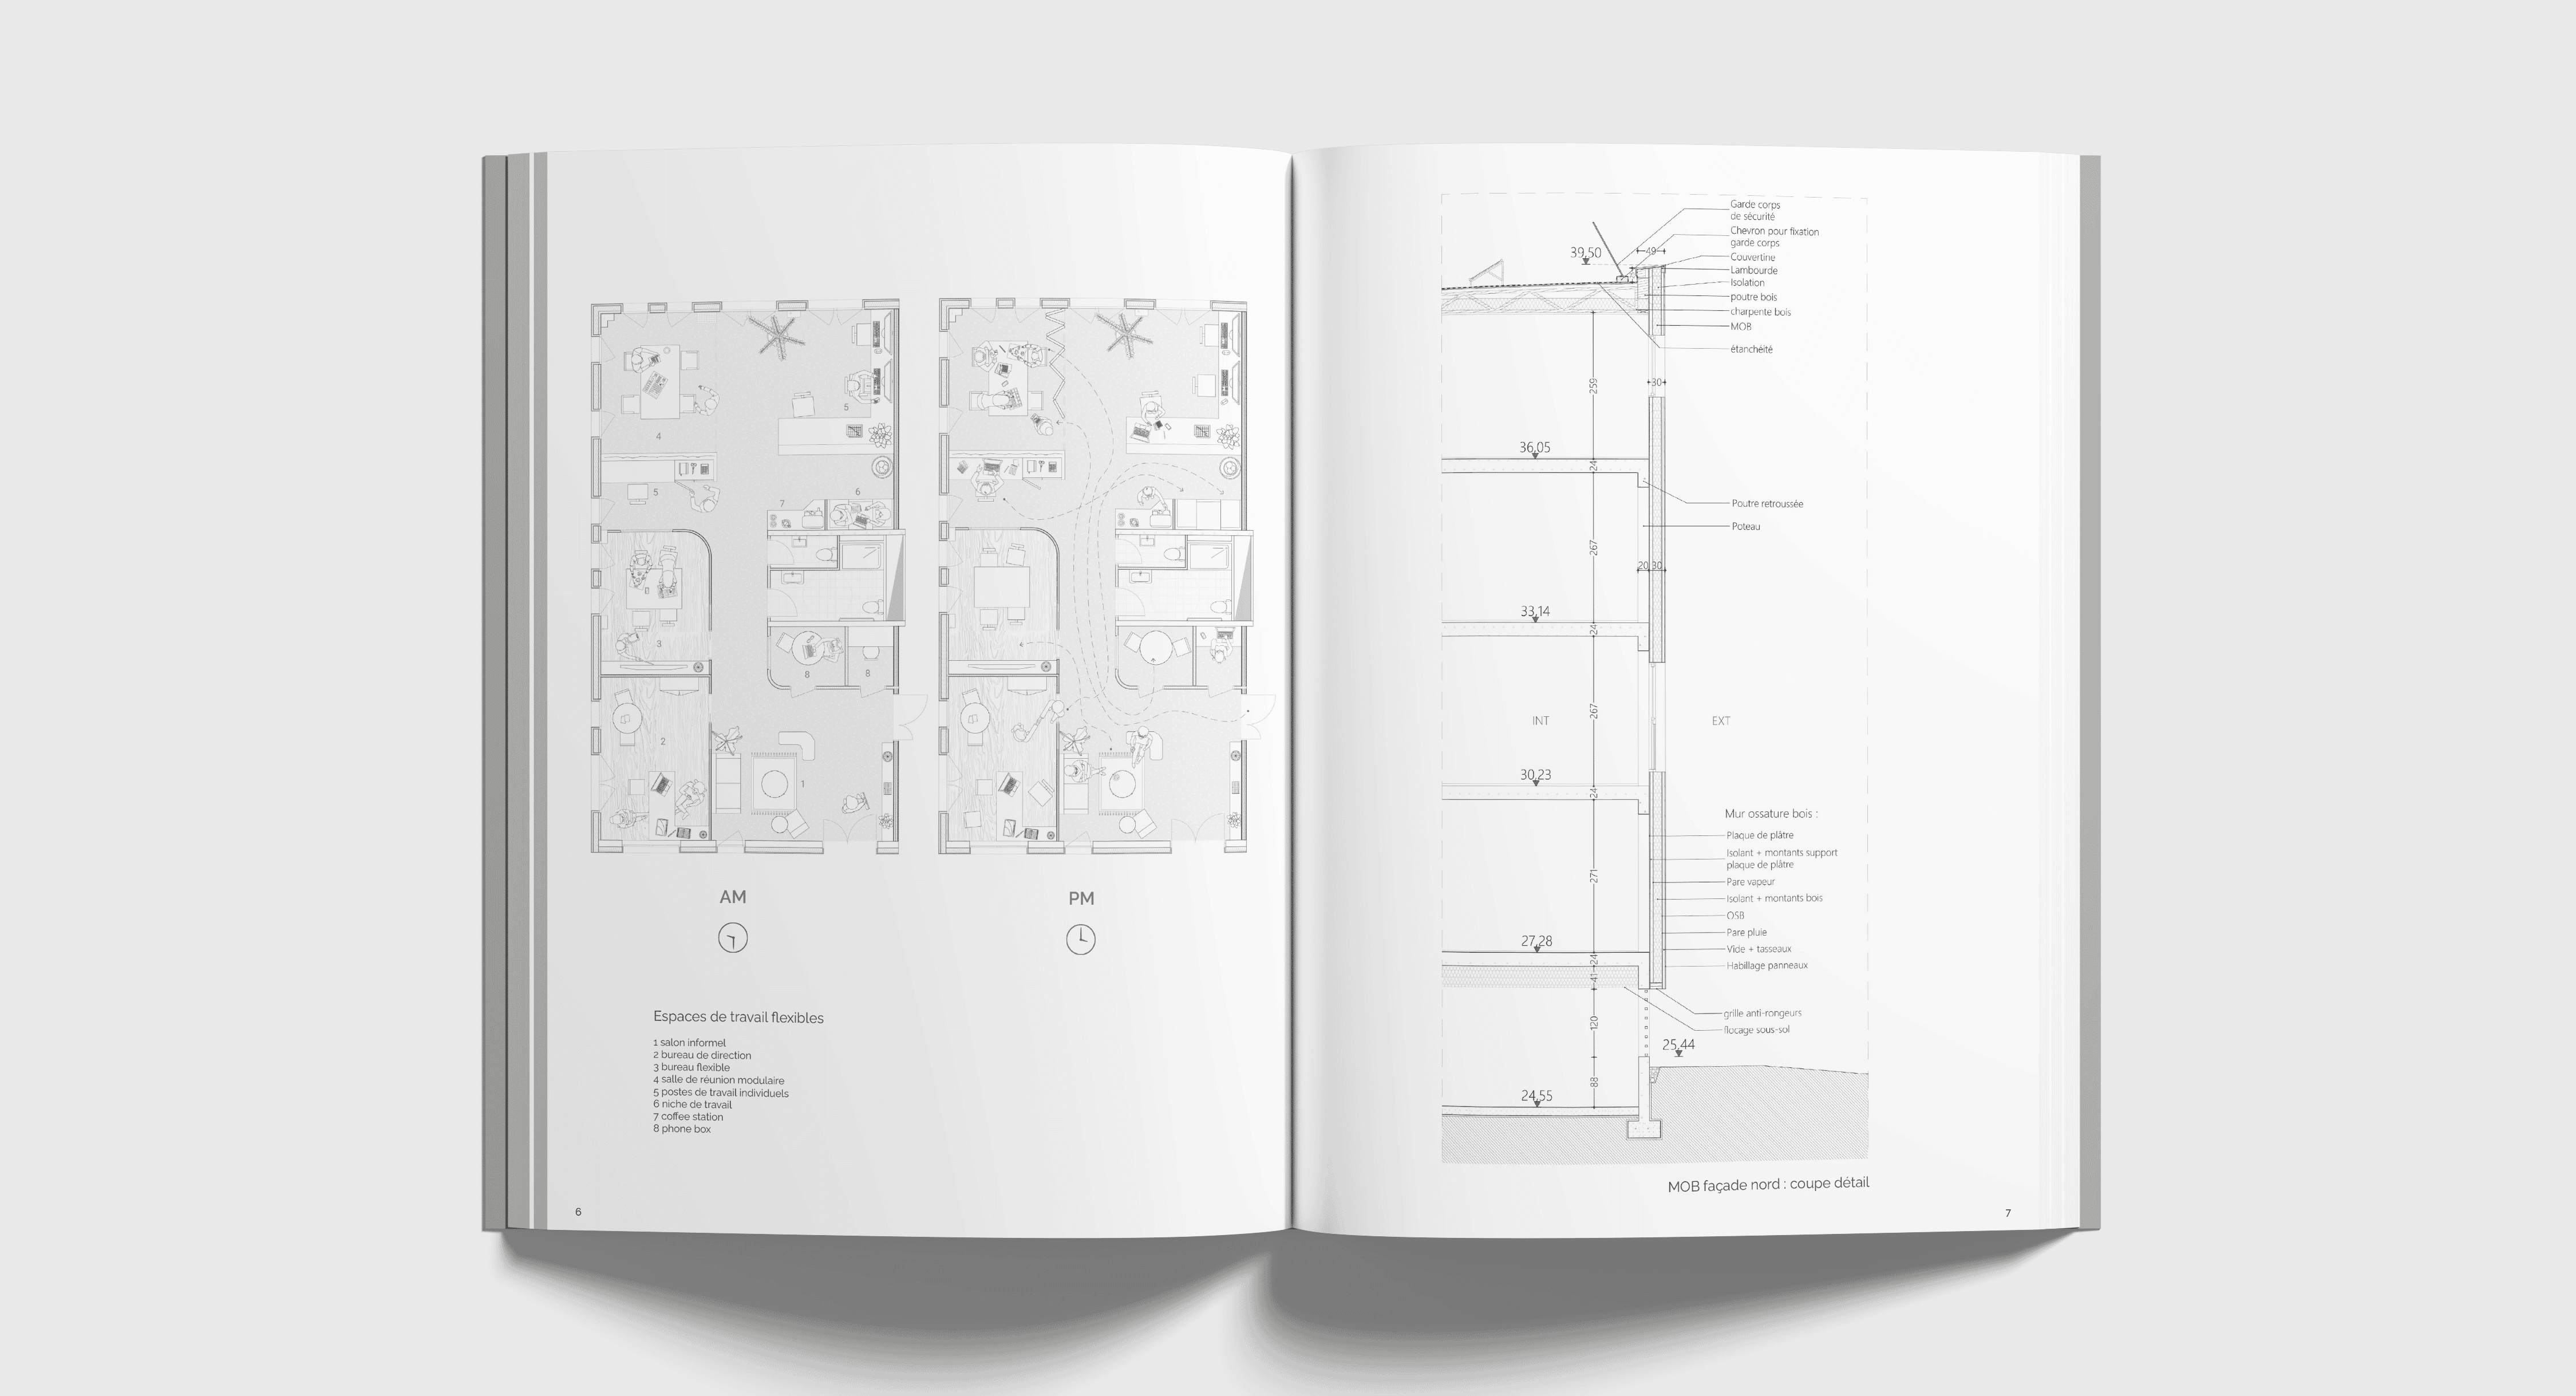 4
5
5
7
6
3
8
8
2
1
AM
PM
Espaces de travail flexibles
1 salon informel
2 bureau de direction
3 bureau flexible
4 salle de réunion modulaire
5 postes de travail individuels
6 niche de travail
7 coffee station
8 phone box
6
Garde corps
de sécurité
Chevron pour fixation
garde corps
Couvertine
Lambourde
Isolation
poutre bois
charpente bois
MOB
étanchéité
39,50
49
259
30
36,05
24
Poutre retroussée
Poteau
267
20 30
33,14
24
267
INT
EXT
30,23
24
Mur ossature bois :
Plaque de plâtre
Isolant + montants support
plaque de plâtre
Pare vapeur
Isolant + montants bois
OSB
Pare pluie
Vide + tasseaux
Habillage panneaux
271
27,28
24
41
grille anti-rongeurs
flocage sous-sol
120
25,44
88
24,55
MOB façade nord : coupe détail
7